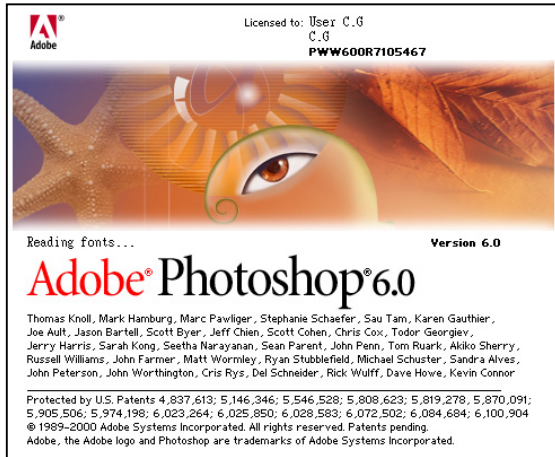 Adobe
Licensed to: User C.G
C.G
PWW600R7105467
Reading fonts...
Version 6.0
Adobe® Photoshop® 6.0
Thomas Knoll, Mark Hamburg, Marc Pawliger, Stephanie Schaefer, Sau Tam, Karen Gauthier,
Joe Ault, Jason Bartell, Scott Byer, Jeff Chien, Scott Cohen, Chris Cox, Todor Georgiev,
Jerry Harris, Sarah Kong, Seetha Narayanan, Sean Parent, John Penn, Tom Ruark, Akiko Sherry,
Russell Williams, John Farmer, Matt Wormley, Ryan Stubblefield, Michael Schuster, Sandra Alves,
John Peterson, John Worthington, Cris Rys, Del Schneider, Rick Wulff, Dave Howe, Kevin Connor
Protected by U.S. Patents 4,837,613; 5,146,346; 5,546,528; 5,808,623; 5,819,278, 5,870,091;
5,905,506; 5,974,198; 6,023,264; 6,025,850; 6,028,583; 6,072,502; 6,084,684; 6,100,904
© 1989-2000 Adobe Systems Incorporated. All rights reserved. Patents pending.
Adobe, the Adobe logo and Photoshop are trademarks of Adobe Systems Incorporated.